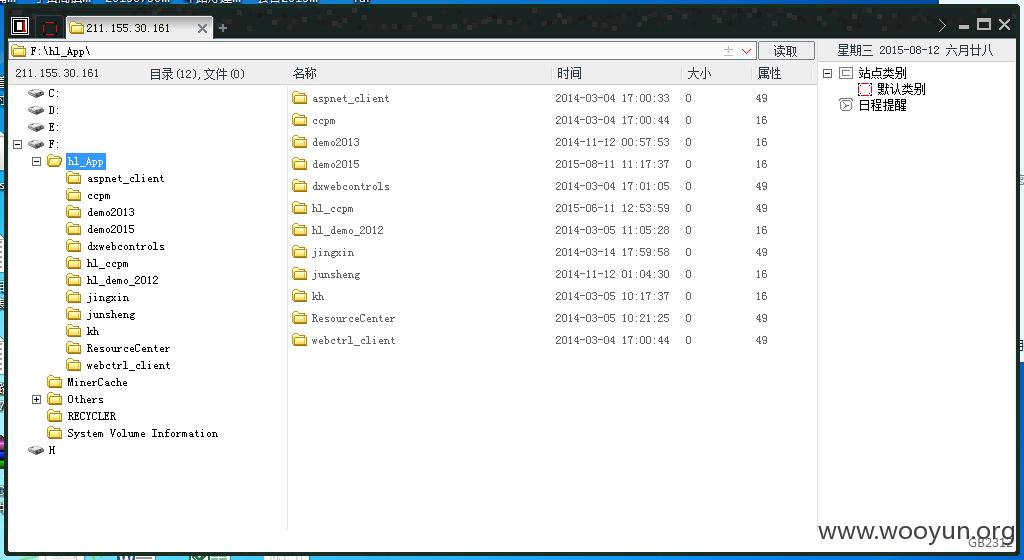 211.155.30.161
F:\hl_App\
读取
星期三 2015-08-12 六月廿八
211.155.30.161 目录(12),文件(0)
名称 时间 大小 属性
C:
D:
E:
F:
hl_App
aspnet_client
ccpm
demo2013
demo2015
dxwebcontrols
hl_ccpm
hl_demo_2012
jingxin
junsheng
kh
ResourceCenter
webctrl_client
MinerCache
Others
RECYCLER
System Volume Information
H
aspnet_client 2014-03-04 17:00:33 0 49
ccpm 2014-03-04 17:00:44 0 16
demo2013 2014-11-12 00:57:53 0 16
demo2015 2015-08-11 11:17:37 0 16
dxwebcontrols 2014-03-04 17:01:05 0 49
hl_ccpm 2015-06-11 12:53:59 0 49
hl_demo_2012 2014-03-05 11:05:28 0 16
jingxin 2014-03-14 17:59:58 0 49
junsheng 2014-11-12 01:04:30 0 16
kh 2014-03-05 10:17:37 0 16
ResourceCenter 2014-03-05 10:21:25 0 49
webctrl_client 2014-03-04 17:00:44 0 49
站点类别
默认类别
日程提醒
www.wooyun.org
GB2312